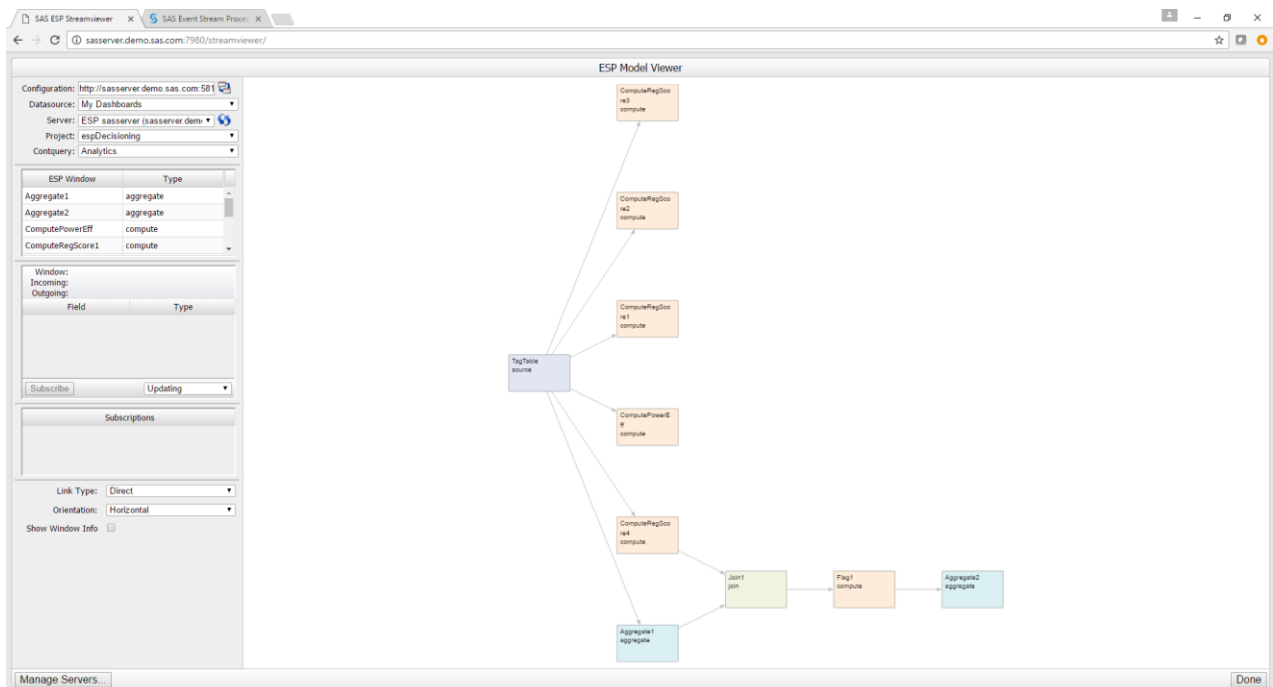 SAS ESP Streamviewer
SAS Event Stream Proces
sasserver.demo.sas.com:7980/streamviewer/
ESP Model Viewer
Configuration: http://sasserver.demo.sas.com:581
Datasource: My Dashboards
Server: ESP sasserver (sasserver.demo
Project: espDecisioning
Contquery: Analytics
ESP Window Type
Aggregate1 aggregate
Aggregate2 aggregate
ComputePowerEff compute
ComputeRegScore1 compute
Window:
Incoming:
Outgoing:
Field Type
Subscribe Updating
Subscriptions
Link Type: Direct
Orientation: Horizontal
Show Window Info
ComputeRegSco
re3
compute
ComputeRegSco
re2
compute
ComputeRegSco
re1
compute
TagTable
source
ComputePowerE
ff
compute
ComputeRegSco
re4
compute
Join1
join
Flag1
compute
Aggregate2
aggregate
Aggregate1
aggregate
Manage Servers...
Done